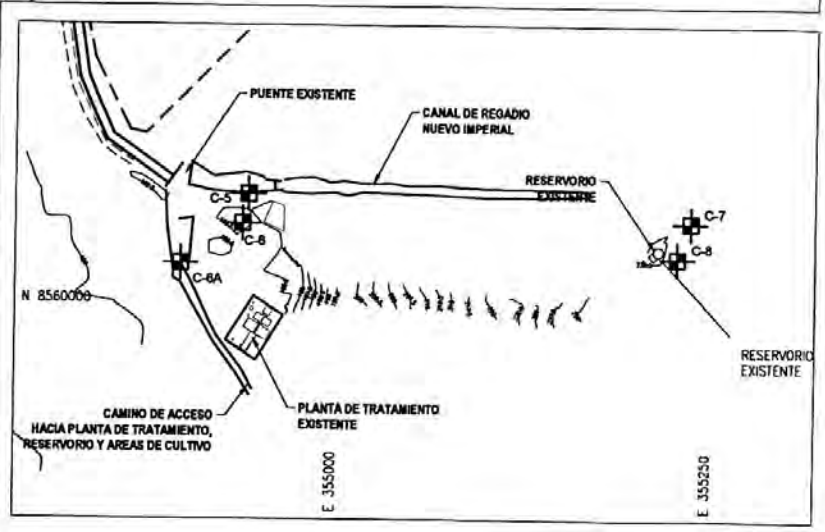 PUENTE EXISTENTE
CANAL DE REGADIO
NUEVO IMPERIAL
RESERVORIO
EXISTENTE
C-5
C-6
C-7
C-8
C-6A
N 8560000
RESERVORIO
EXISTENTE
CAMINO DE ACCESO
HACIA PLANTA DE TRATAMIENTO,
RESERVORIO Y AREAS DE CULTIVO
PLANTA DE TRATAMIENTO
EXISTENTE
E 355000
E 355250